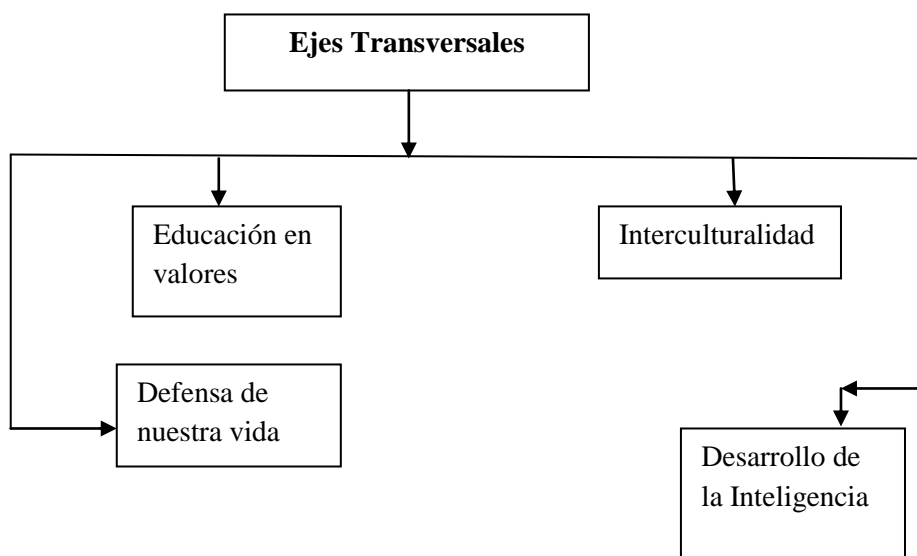 Ejes Transversales
Educación en
valores
Interculturalidad
Defensa de
nuestra vida
Desarrollo de
la Inteligencia